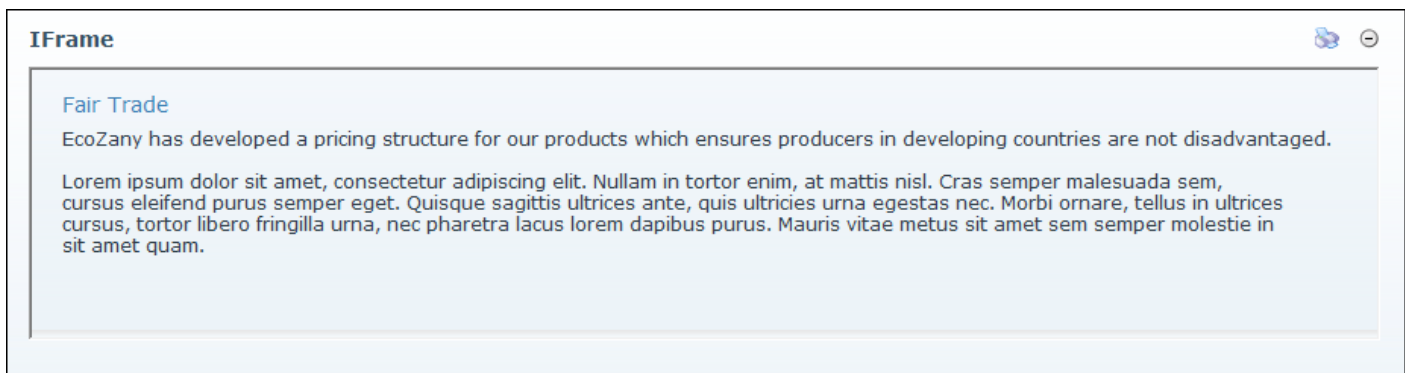 IFrame
Fair Trade
EcoZany has developed a pricing structure for our products which ensures producers in developing countries are not disadvantaged.
Lorem ipsum dolor sit amet, consectetur adipiscing elit. Nullam in tortor enim, at mattis nisl. Cras semper malesuada sem,
cursus eleifend purus semper eget. Quisque sagittis ultrices ante, quis ultricies urna egestas nec. Morbi ornare, tellus in ultrices
cursus, tortor libero fringilla urna, nec pharetra lacus lorem dapibus purus. Mauris vitae metus sit amet sem semper molestie in
sit amet quam.